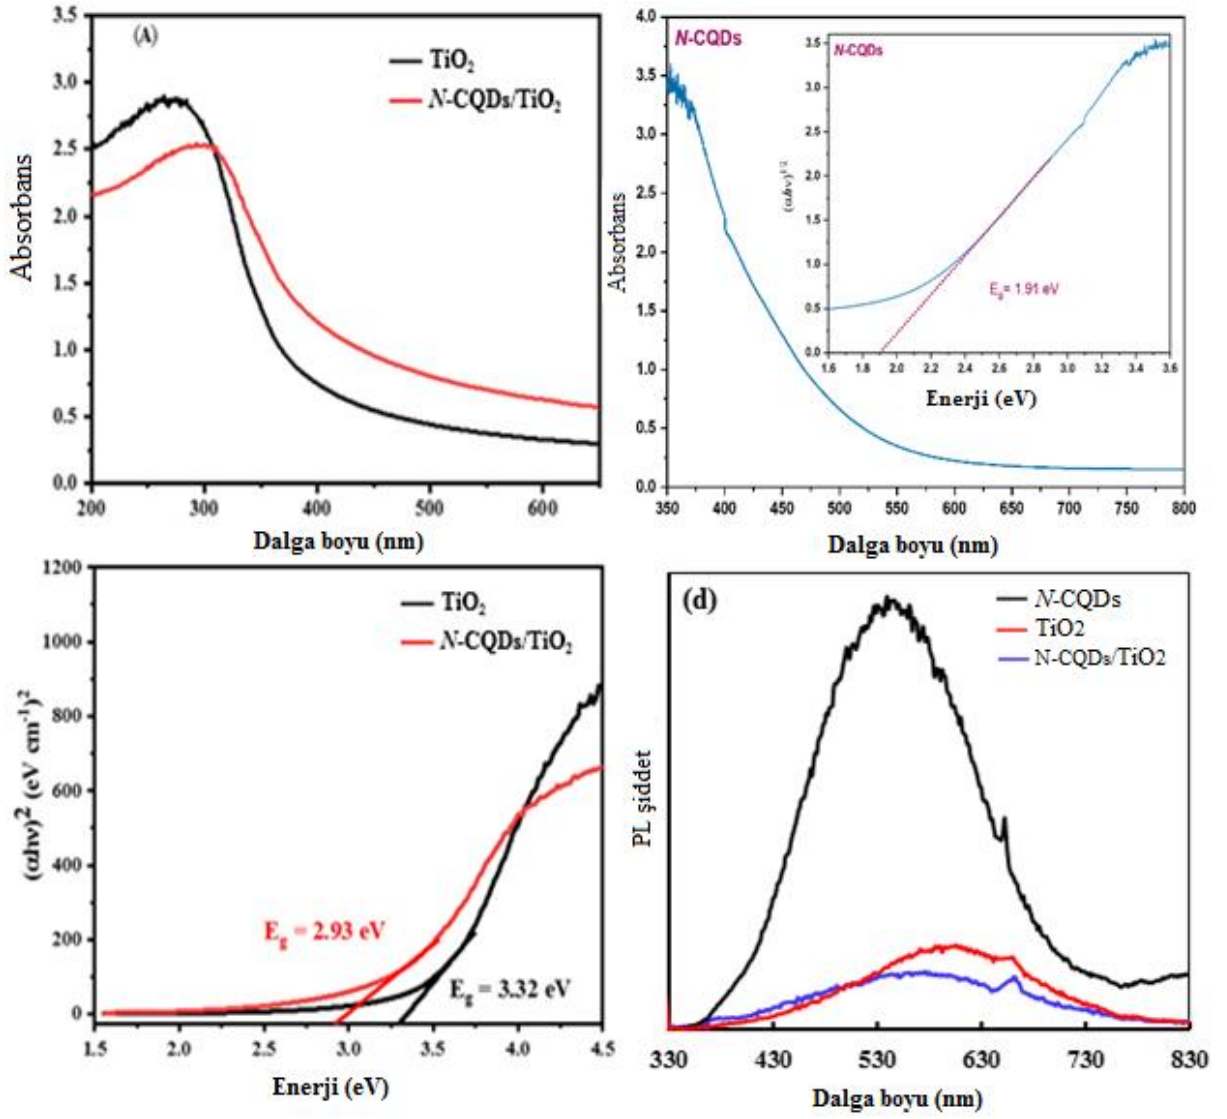 (A)
TiO2
N-CQDs/TiO2
3.5
3.0
2.5
2.0
1.5
1.0
0.5
0.0
Absorbans
200 300 400 500 600
Dalga boyu (nm)
N-CQDs
4.0
3.5
3.0
2.5
2.0
1.5
1.0
0.5
0.0
Absorbans
350 400 450 500 550 600 650 700 750 800
Dalga boyu (nm)
N-CQDs
3.5
3.0
2.5
2.0
1.5
1.0
0.5
0.0
(αhν)1/2
Eg= 1.91 eV
1.6 1.8 2.0 2.2 2.4 2.6 2.8 3.0 3.2 3.4 3.6
Enerji (eV)
1200
1000
800
600
400
200
0
(αhν)2 (eV cm-1)2
TiO2
N-CQDs/TiO2
Eg = 2.93 eV
Eg = 3.32 eV
1.5 2.0 2.5 3.0 3.5 4.0 4.5
Enerji (eV)
(d)
N-CQDs
TiO2
N-CQDs/TiO2
PL şiddet
330 430 530 630 730 830
Dalga boyu (nm)